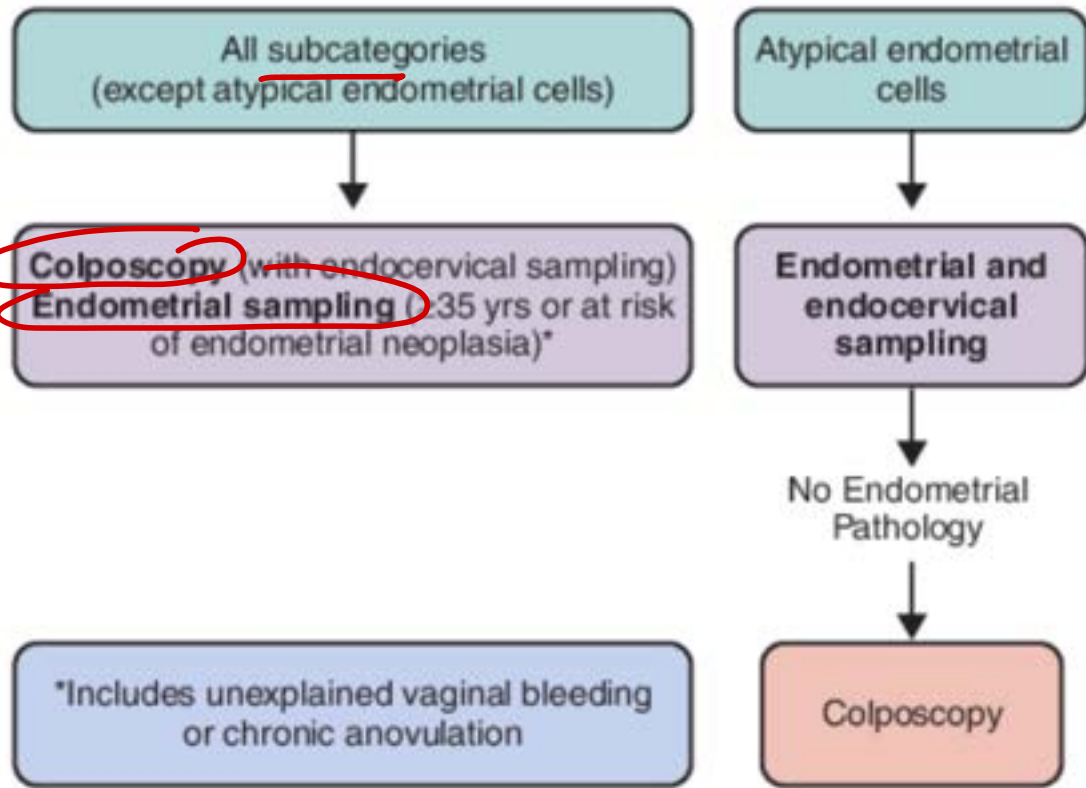 All subcategories
(except atypical endometrial cells)
Atypical endometrial
cells
Colposcopy (with endocervical sampling)
Endometrial sampling (≥35 yrs or at risk
of endometrial neoplasia)*
Endometrial and
endocervical
sampling
No Endometrial
Pathology
*Includes unexplained vaginal bleeding
or chronic anovulation
Colposcopy